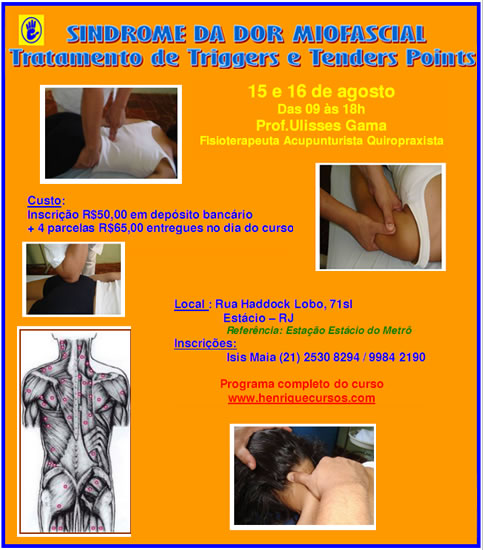 SINDROME DA DOR MIOFASCIAL
Tratamento de Triggers e Tenders Points
15 e 16 de agosto
Das 09 às 18h
Prof.Ulisses Gama
Fisioterapeuta Acupunturista Quiropraxista
Custo:
Inscrição R$50,00 em depósito bancário
+ 4 parcelas R$65,00 entregues no dia do curso
Local : Rua Haddock Lobo, 71sl
Estácio – RJ
Referência: Estação Estácio do Metrô
Inscrições:
Isis Maia (21) 2530 8294 / 9984 2190
Programa completo do curso
www.henriquecursos.com